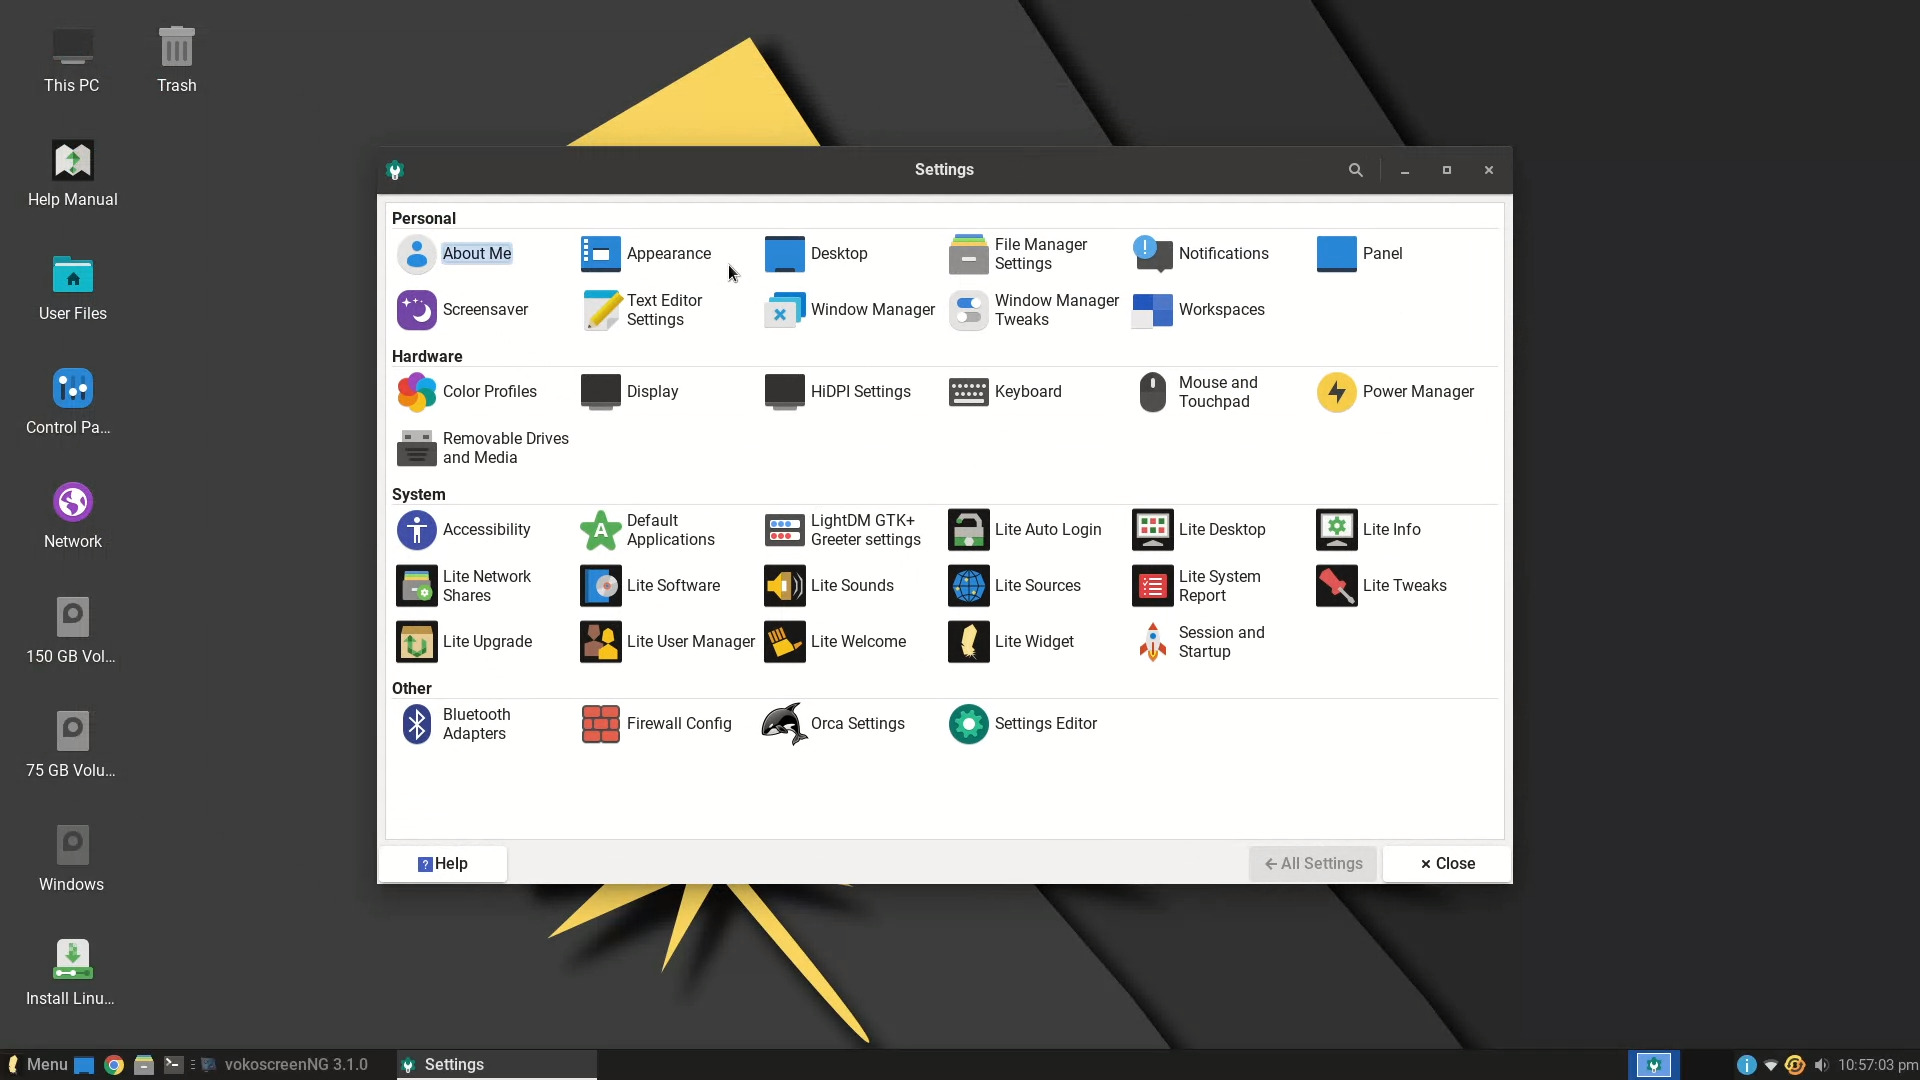 This PC
Trash
Help Manual
User Files
Control Pa...
Network
150 GB Vol...
75 GB Volu...
Windows
Install Linu...
Settings
Personal
About Me
Appearance
Desktop
File Manager
Settings
Notifications
Panel
Screensaver
Text Editor
Settings
Window Manager
Window Manager
Tweaks
Workspaces
Hardware
Color Profiles
Display
HiDPI Settings
Keyboard
Mouse and
Touchpad
Power Manager
Removable Drives
and Media
System
Accessibility
Default
Applications
LightDM GTK+
Greeter settings
Lite Auto Login
Lite Desktop
Lite Info
Lite Network
Shares
Lite Software
Lite Sounds
Lite Sources
Lite System
Report
Lite Tweaks
Lite Upgrade
Lite User Manager
Lite Welcome
Lite Widget
Session and
Startup
Other
Bluetooth
Adapters
Firewall Config
Orca Settings
Settings Editor
Help
All Settings
Close
Menu
vokoscreenNG 3.1.0
Settings
10:57:03 pm